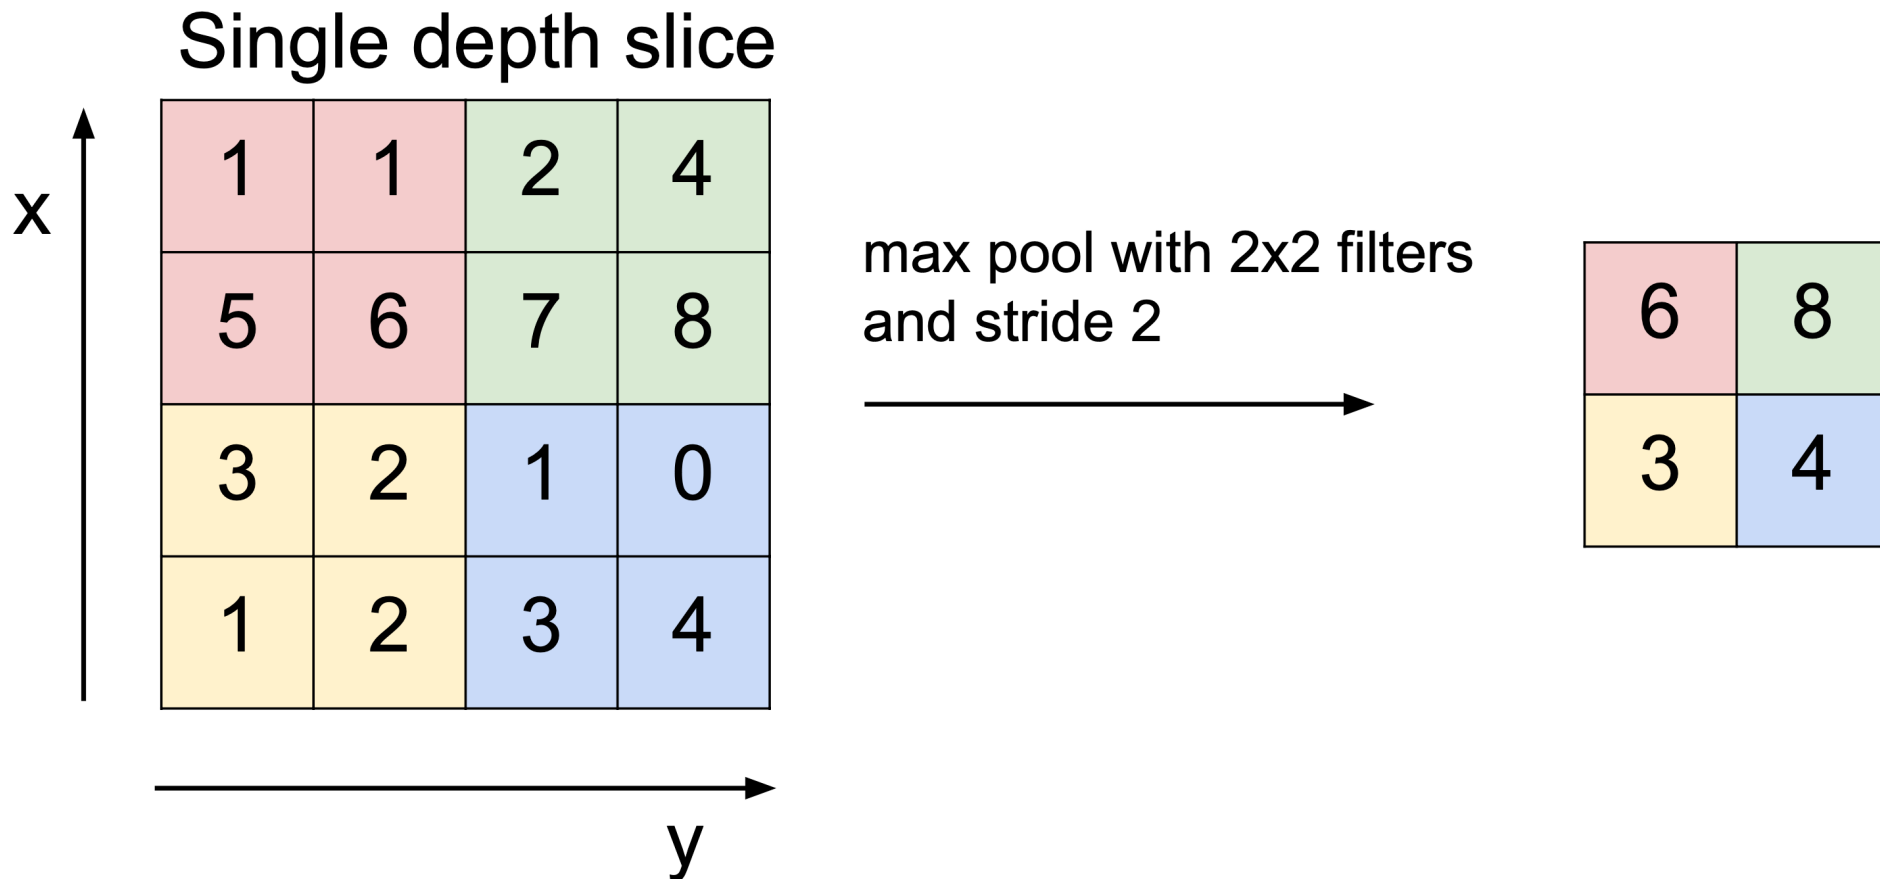 Single depth slice
x
1 1 2 4
5 6 7 8
3 2 1 0
1 2 3 4
y
max pool with 2x2 filters
and stride 2
6 8
3 4